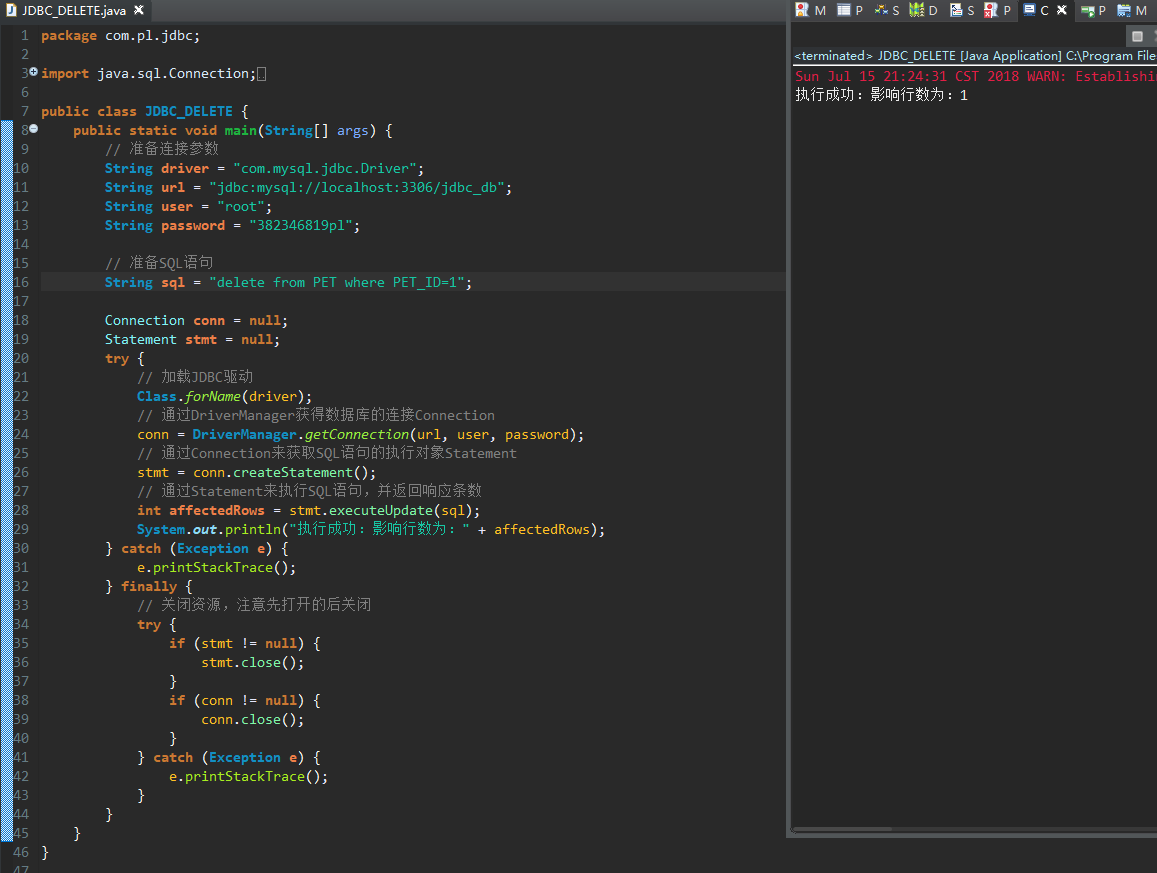 JDBC_DELETE.java
1 package com.pl.jdbc;
2
3 import java.sql.Connection;
6
7 public class JDBC_DELETE {
8 public static void main(String[] args) {
9 // 准备连接参数
10 String driver = "com.mysql.jdbc.Driver";
11 String url = "jdbc:mysql://localhost:3306/jdbc_db";
12 String user = "root";
13 String password = "382346819pl";
14
15 // 准备SQL语句
16 String sql = "delete from PET where PET_ID=1";
17
18 Connection conn = null;
19 Statement stmt = null;
20 try {
21 // 加载JDBC驱动
22 Class.forName(driver);
23 // 通过DriverManager获得数据库的连接Connection
24 conn = DriverManager.getConnection(url, user, password);
25 // 通过Connection来获取SQL语句的执行对象Statement
26 stmt = conn.createStatement();
27 // 通过Statement来执行SQL语句，并返回响应条数
28 int affectedRows = stmt.executeUpdate(sql);
29 System.out.println("执行成功：影响行数为：" + affectedRows);
30 } catch (Exception e) {
31 e.printStackTrace();
32 } finally {
33 // 关闭资源，注意先打开的后关闭
34 try {
35 if (stmt != null) {
36 stmt.close();
37 }
38 if (conn != null) {
39 conn.close();
40 }
41 } catch (Exception e) {
42 e.printStackTrace();
43 }
44 }
45 }
46 }
47
M P S D S P C P M
<terminated> JDBC_DELETE [Java Application] C:\Program File
Sun Jul 15 21:24:31 CST 2018 WARN: Establishi
执行成功：影响行数为：1